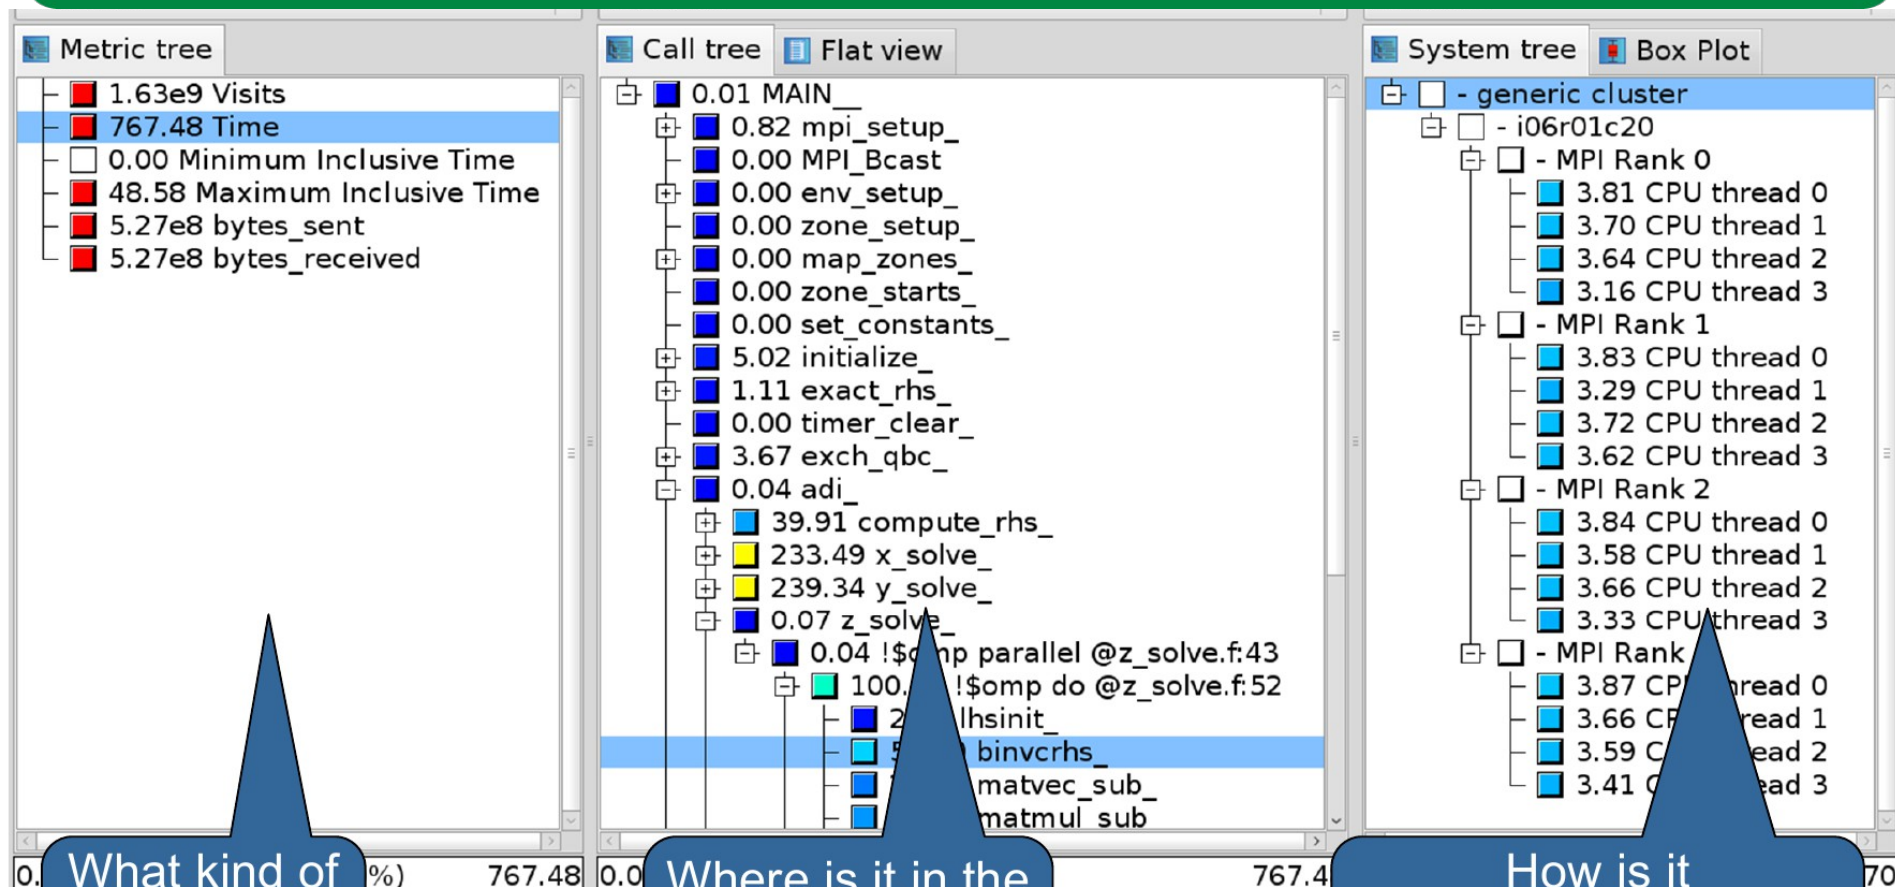 Metric tree
1.63e9 Visits
767.48 Time
0.00 Minimum Inclusive Time
48.58 Maximum Inclusive Time
5.27e8 bytes_sent
5.27e8 bytes_received
What kind of
%)
767.48
Call tree
Flat view
0.01 MAIN__
0.82 mpi_setup_
0.00 MPI_Bcast
0.00 env_setup_
0.00 zone_setup_
0.00 map_zones_
0.00 zone_starts_
0.00 set_constants_
5.02 initialize_
1.11 exact_rhs_
0.00 timer_clear_
3.67 exch_qbc_
0.04 adi_
39.91 compute_rhs_
233.49 x_solve_
239.34 y_solve_
0.07 z_solve_
0.04 !$omp parallel @z_solve.f:43
!$omp do @z_solve.f:52
lhsinit_
binvcrhs_
matvec_sub_
matmul_sub
Where is it in the
System tree
Box Plot
- generic cluster
- i06r01c20
- MPI Rank 0
3.81 CPU thread 0
3.70 CPU thread 1
3.64 CPU thread 2
3.16 CPU thread 3
- MPI Rank 1
3.83 CPU thread 0
3.29 CPU thread 1
3.72 CPU thread 2
3.62 CPU thread 3
- MPI Rank 2
3.84 CPU thread 0
3.58 CPU thread 1
3.66 CPU thread 2
3.33 CPU thread 3
- MPI Rank
3.87 CPU thread 0
3.66 CPU thread 1
3.59 CPU thread 2
3.41 CPU thread 3
How is it